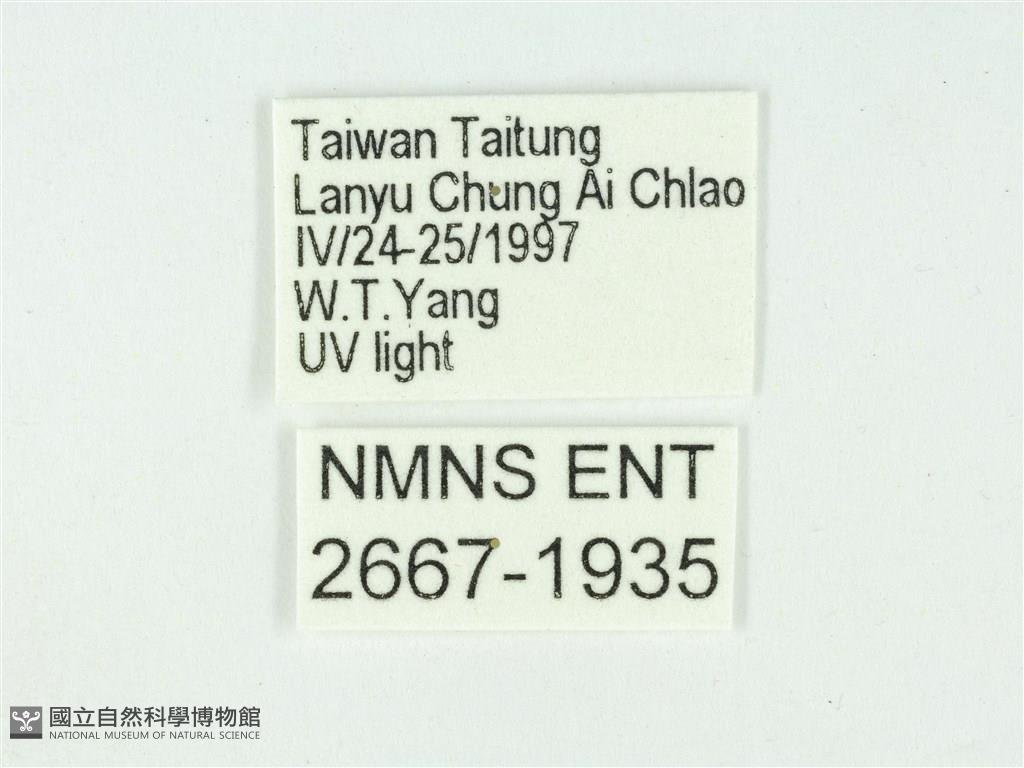 Taiwan Taitung
Lanyu Chung Ai Chlao
IV/24-25/1997
W.T.Yang
UV light
NMNS ENT
2667-1935
國立自然科學博物館
NATIONAL MUSEUM OF NATURAL SCIENCE